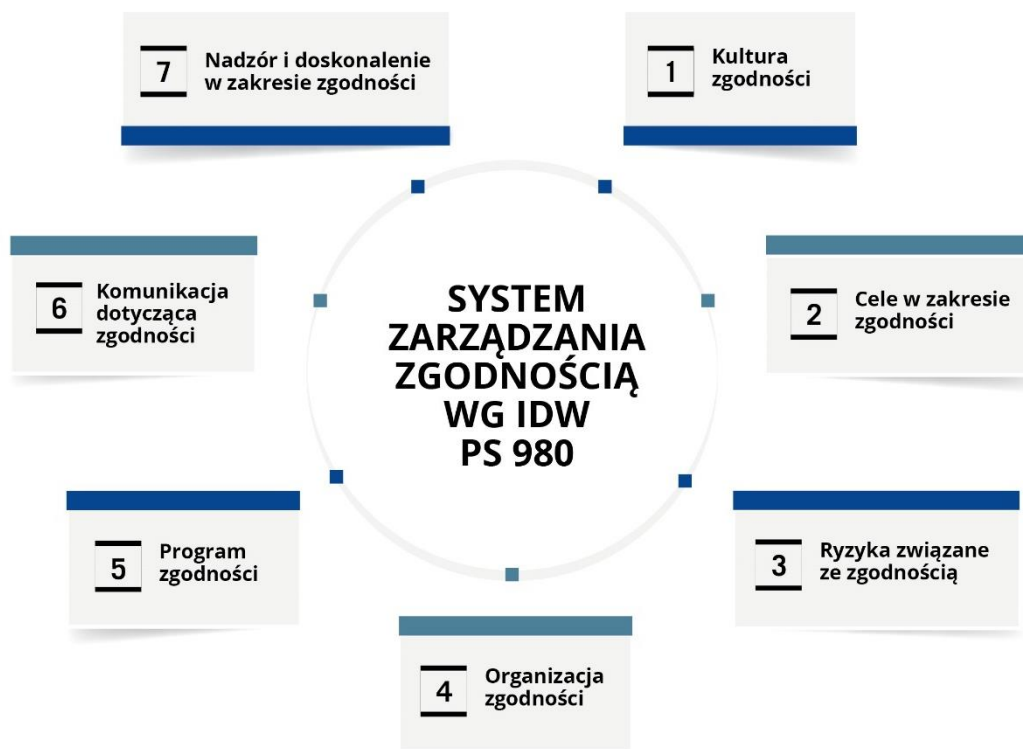 SYSTEM
ZARZĄDZANIA
ZGODNOŚCIĄ
WG IDW
PS 980
1
Kultura
zgodności
2
Cele w zakresie
zgodności
3
Ryzyka związane
ze zgodnością
4
Organizacja
zgodności
5
Program
zgodności
6
Komunikacja
dotycząca
zgodności
7
Nadzór i doskonalenie
w zakresie zgodności